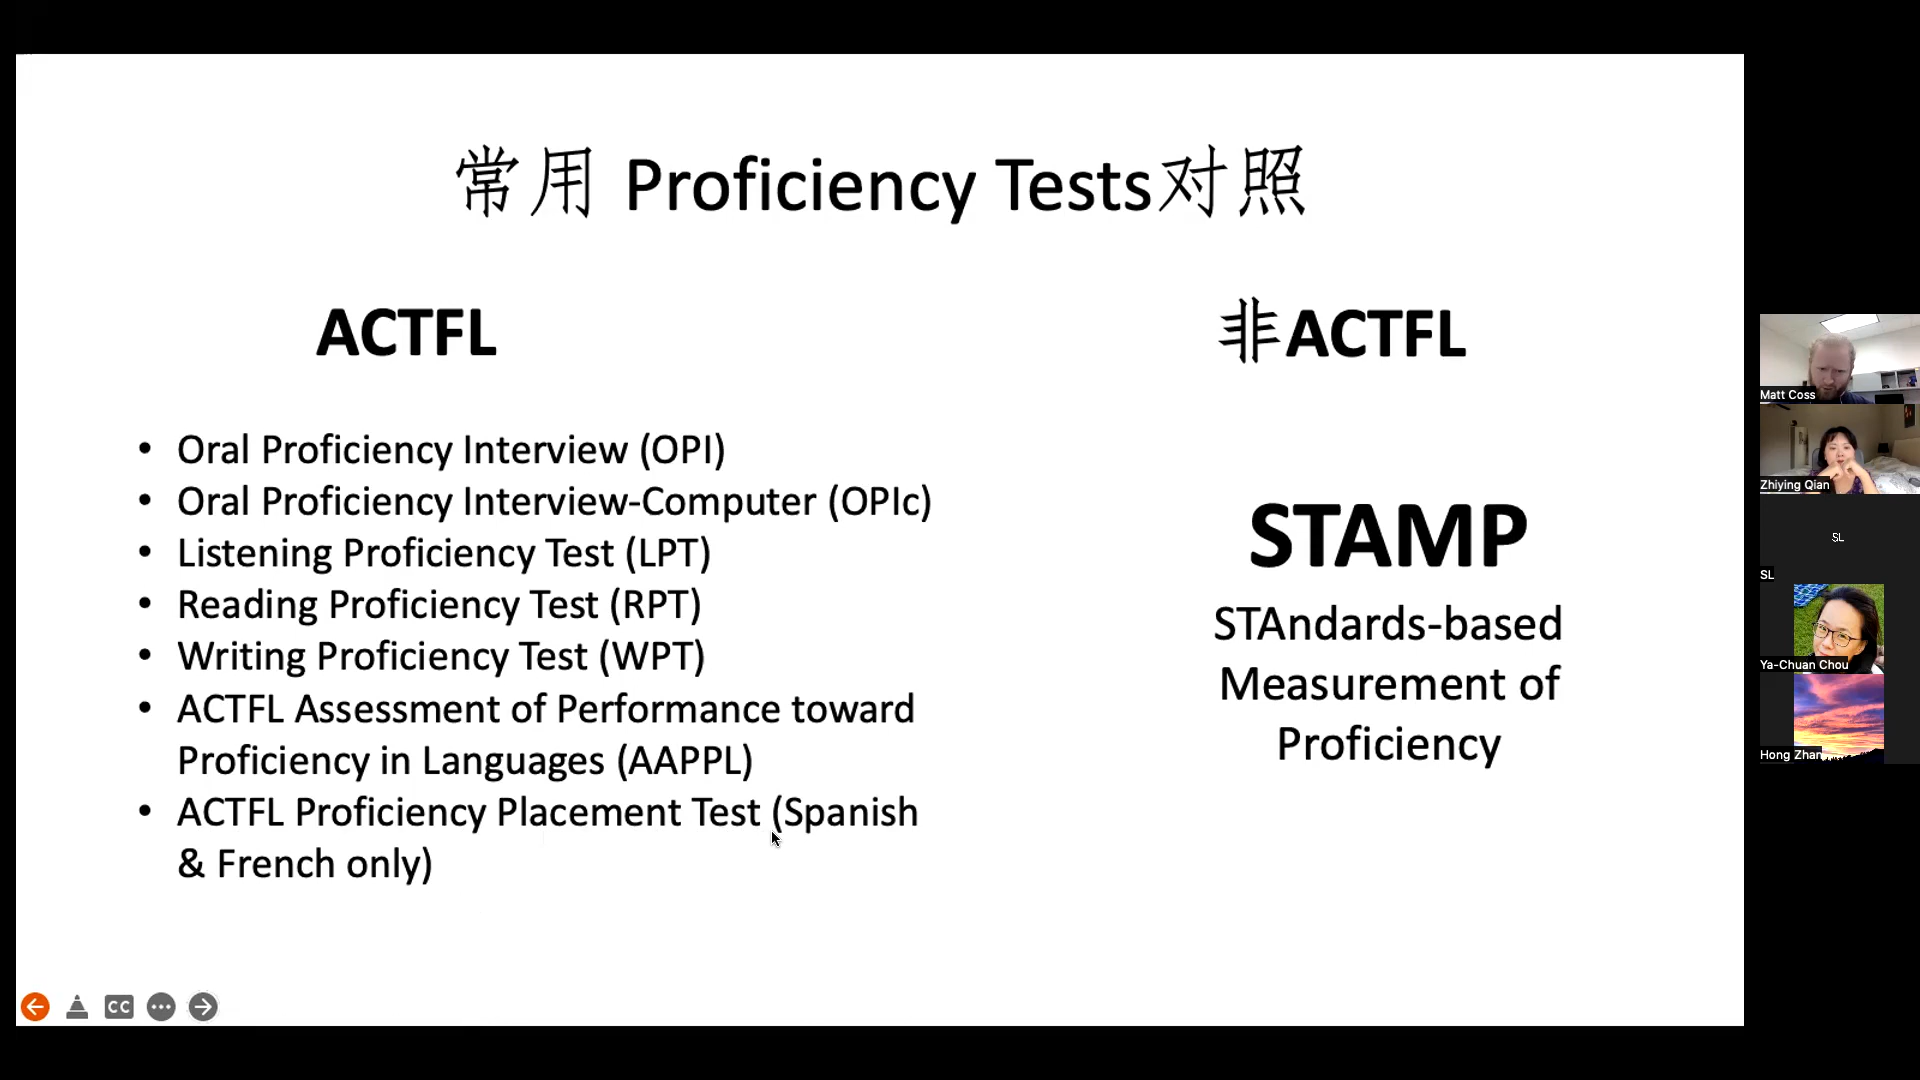 常用 Proficiency Tests对照
ACTFL
• Oral Proficiency Interview (OPI)
• Oral Proficiency Interview-Computer (OPIc)
• Listening Proficiency Test (LPT)
• Reading Proficiency Test (RPT)
• Writing Proficiency Test (WPT)
• ACTFL Assessment of Performance toward
Proficiency in Languages (AAPPL)
• ACTFL Proficiency Placement Test (Spanish
& French only)
非ACTFL
STAMP
STAndards-based
Measurement of
Proficiency
CC
Matt Coss
Zhiying Qian
SL
SL
Ya-Chuan Chou
Hong Zhan